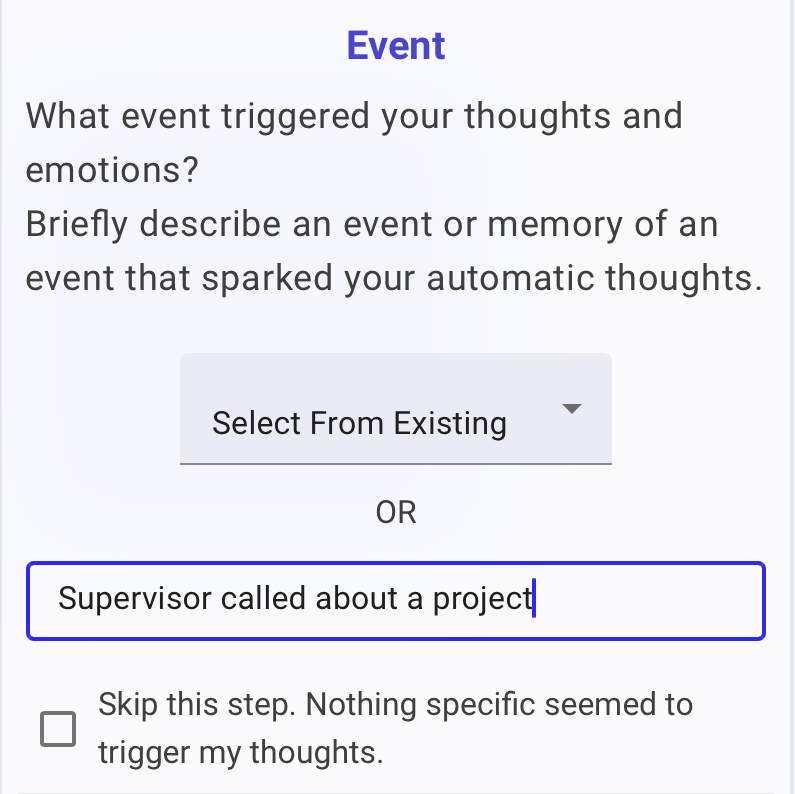 Event
What event triggered your thoughts and
emotions?
Briefly describe an event or memory of an
event that sparked your automatic thoughts.
Select From Existing
OR
Supervisor called about a project
Skip this step. Nothing specific seemed to
trigger my thoughts.